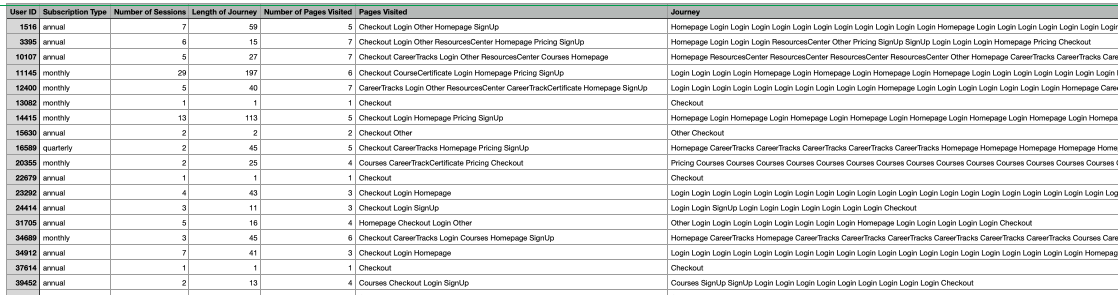 User ID Subscription Type Number of Sessions Length of Journey Number of Pages Visited Pages Visited Journey
1516 annual 7 59 5 Checkout Login Other Homepage SignUp Homepage Login Login Login Login Login Login Login Login Login Login Homepage Login Login Login Login Login Login
3395 annual 6 15 7 Checkout Login Other ResourcesCenter Homepage Pricing SignUp Homepage Login Login Login ResourcesCenter Other Pricing SignUp SignUp Login Login Login Homepage Pricing Checkout
10107 annual 5 27 7 Checkout CareerTracks Login Other ResourcesCenter Courses Homepage Homepage ResourcesCenter ResourcesCenter ResourcesCenter ResourcesCenter Other Homepage CareerTracks CareerTracks
11145 monthly 29 197 6 Checkout CourseCertificate Login Homepage Pricing SignUp Login Login Login Login Homepage Login Homepage Login Homepage Login Homepage Login Login Login Login Login Login
12400 monthly 5 40 7 CareerTracks Login Other ResourcesCenter CareerTrackCertificate Homepage SignUp Login Login Login Login Login Login Login Login Login Homepage Login Login Login Login Login Login Login Homepage
13082 monthly 1 1 1 Checkout Checkout
14415 monthly 13 113 5 Checkout Login Homepage Pricing SignUp Login Login Homepage Login Homepage Login Homepage Login Homepage Login Homepage Login Homepage Login Homepage Login
15630 annual 2 2 2 Checkout Other Other Checkout
16589 quarterly 2 45 5 Checkout CareerTracks Homepage Pricing SignUp Homepage CareerTracks CareerTracks CareerTracks CareerTracks CareerTracks Homepage Homepage Homepage Homepage
20355 monthly 2 25 4 Courses CareerTrackCertificate Pricing Checkout Pricing Courses Courses Courses Courses Courses Courses Courses Courses Courses Courses Courses Courses Courses Courses
22679 annual 1 1 1 Checkout Checkout
23292 annual 4 43 3 Checkout Login Homepage Login Login Login Login Login Login Login Login Login Login Login Login Login Login Login Login Login Login Login Login
24414 annual 3 11 3 Checkout Login SignUp Login Login SignUp Login Login Login Login Login Login Login Checkout
31705 annual 5 16 4 Homepage Checkout Login Other Other Login Login Login Login Login Login Login Login Homepage Login Login Login Login Login Checkout
34689 monthly 3 45 6 Checkout CareerTracks Login Courses Homepage SignUp Homepage CareerTracks Homepage CareerTracks CareerTracks CareerTracks CareerTracks CareerTracks CareerTracks Courses
34912 annual 7 41 3 Checkout Login Homepage Login Login Login Login Login Login Login Login Login Login Login Login Login Login Login Login Login Login Login
37614 annual 1 1 1 Checkout Checkout
39452 annual 2 13 4 Courses Checkout Login SignUp Courses SignUp SignUp Login Login Login Login Login Login Login Login Login Checkout